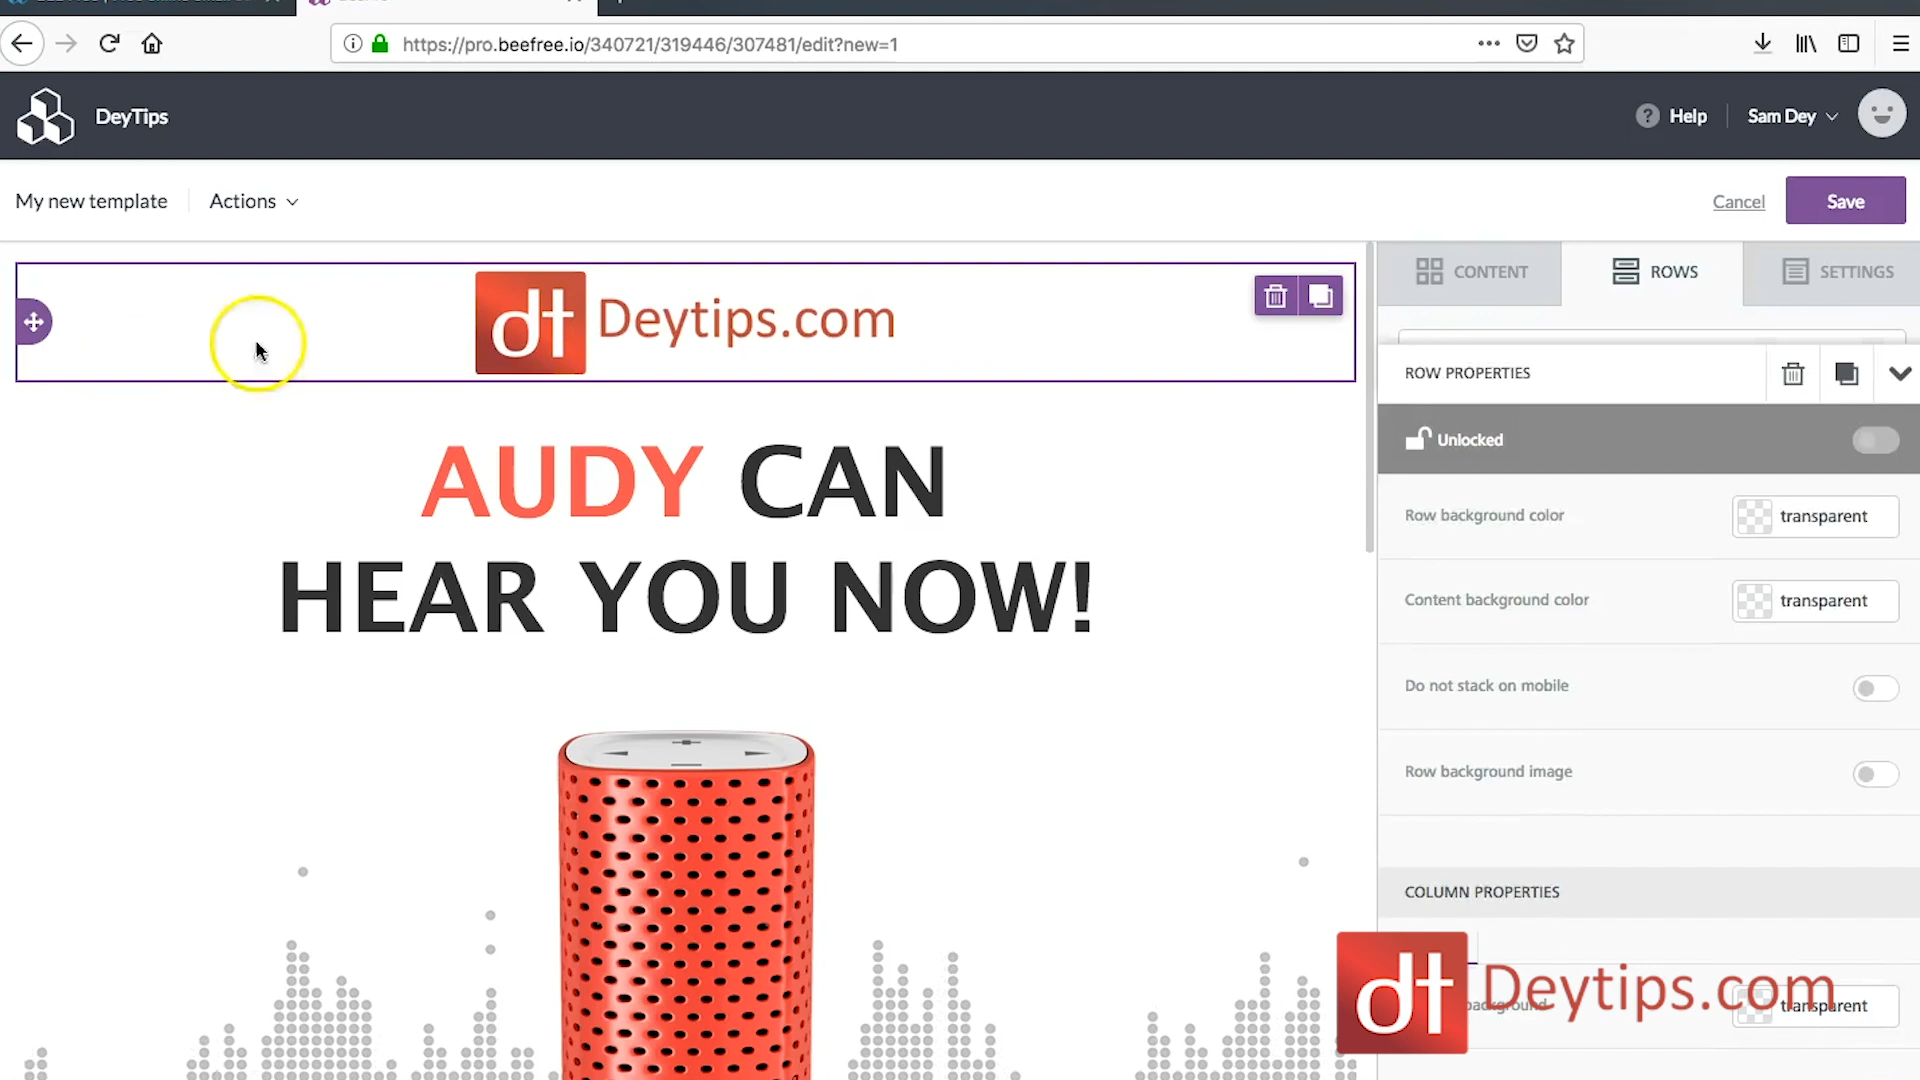 https://pro.beefree.io/340721/319446/307481/edit?new=1
DeyTips
Help
Sam Dey
My new template
Actions
Cancel
Save
dt Deytips.com
CONTENT
ROWS
SETTINGS
ROW PROPERTIES
Unlocked
AUDY CAN
HEAR YOU NOW!
Row background color
transparent
Content background color
transparent
Do not stack on mobile
Row background image
COLUMN PROPERTIES
background
transparent
dt Deytips.com